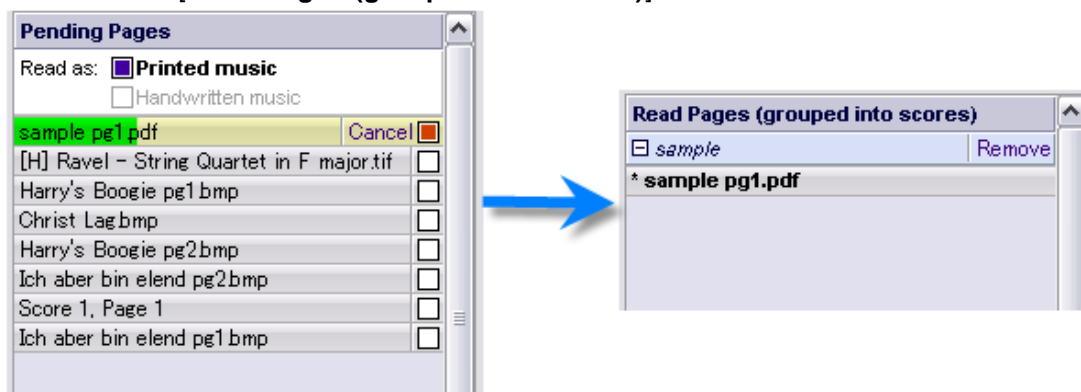 Pending Pages
Read as: Printed music
Handwritten music
sample pg1.pdf Cancel
[H] Ravel - String Quartet in F major.tif
Harry's Boogie pg1.bmp
Christ Lag.bmp
Harry's Boogie pg2.bmp
Ich aber bin elend pg2.bmp
Score 1, Page 1
Ich aber bin elend pg1.bmp
Read Pages (grouped into scores)
sample Remove
* sample pg1.pdf